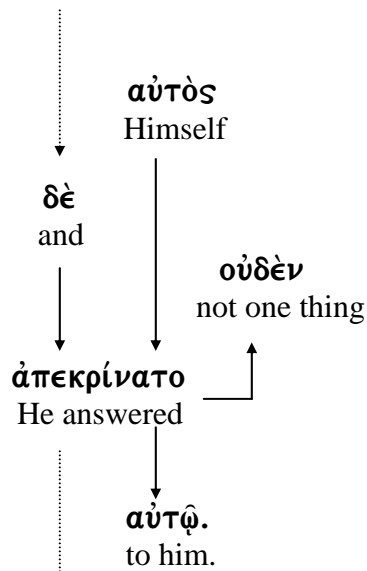 αὐτὸς
Himself
δὲ
and
οὐδὲν
not one thing
ἀπεκρίνατο
He answered
αὐτῷ.
to him.